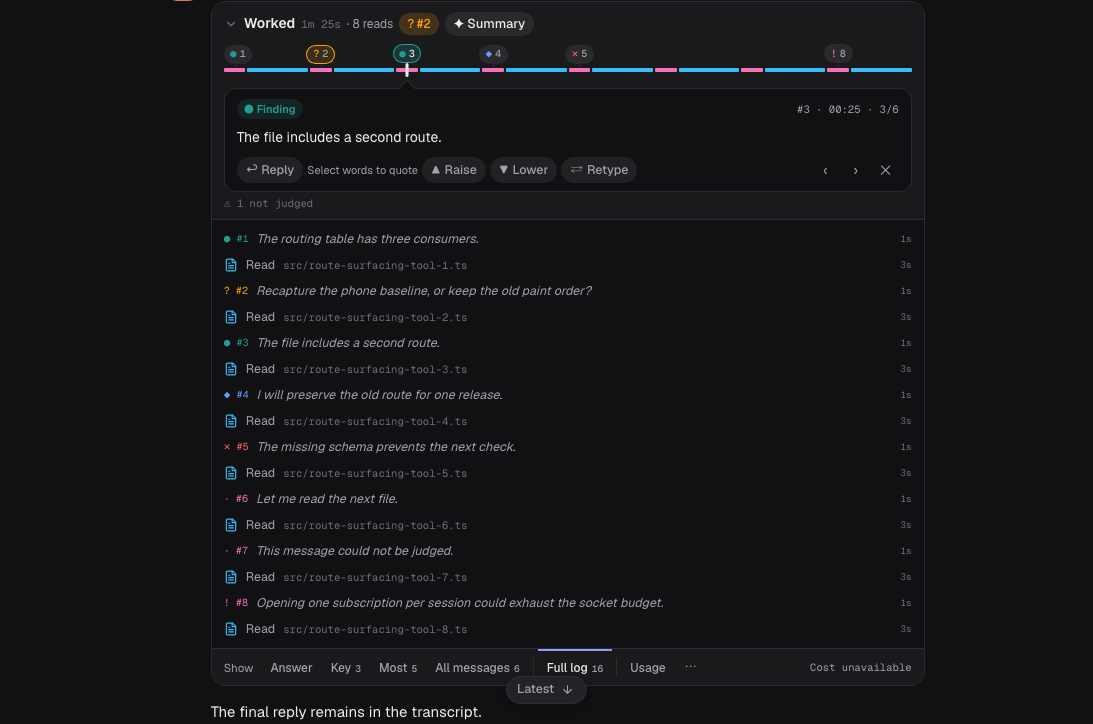 Worked 1m 25s · 8 reads ? #2 ✦ Summary
● 1 ? 2 ● 3 ◆ 4 × 5 ! 8
● Finding #3 · 00:25 · 3/6
The file includes a second route.
↩ Reply Select words to quote ▲ Raise ▼ Lower ⇄ Retype ‹ › ×
⚠ 1 not judged
● #1 The routing table has three consumers. 1s
Read src/route-surfacing-tool-1.ts 3s
? #2 Recapture the phone baseline, or keep the old paint order? 1s
Read src/route-surfacing-tool-2.ts 3s
● #3 The file includes a second route. 1s
Read src/route-surfacing-tool-3.ts 3s
◆ #4 I will preserve the old route for one release. 1s
Read src/route-surfacing-tool-4.ts 3s
× #5 The missing schema prevents the next check. 1s
Read src/route-surfacing-tool-5.ts 3s
· #6 Let me read the next file. 1s
Read src/route-surfacing-tool-6.ts 3s
· #7 This message could not be judged. 1s
Read src/route-surfacing-tool-7.ts 3s
! #8 Opening one subscription per session could exhaust the socket budget. 1s
Read src/route-surfacing-tool-8.ts 3s
Show Answer Key 3 Most 5 All messages 6 Full log 16 Usage ··· Cost unavailable
Latest ↓
The final reply remains in the transcript.